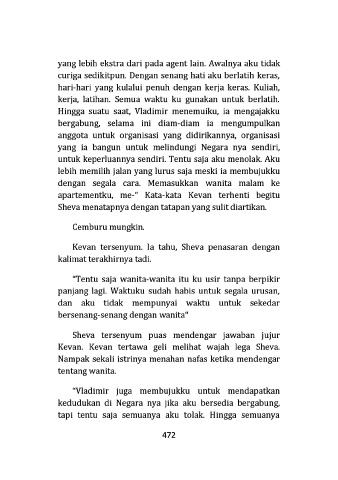 yang lebih ekstra dari pada agent lain. Awalnya aku tidak
curiga sedikitpun. Dengan senang hati aku berlatih keras,
hari-hari yang kulalui penuh dengan kerja keras. Kuliah,
kerja, latihan. Semua waktu ku gunakan untuk berlatih.
Hingga suatu saat, Vladimir menemuiku, ia mengajakku
bergabung, selama ini diam-diam ia mengumpulkan
anggota untuk organisasi yang didirikannya, organisasi
yang ia bangun untuk melindungi Negara nya sendiri,
untuk keperluannya sendiri. Tentu saja aku menolak. Aku
lebih memilih jalan yang lurus saja meski ia membujukku
dengan segala cara. Memasukkan wanita malam ke
apartementku, me-" Kata-kata Kevan terhenti begitu
Sheva menatapnya dengan tatapan yang sulit diartikan.
Cemburu mungkin.
Kevan tersenyum. Ia tahu, Sheva penasaran dengan
kalimat terakhirnya tadi.
"Tentu saja wanita-wanita itu ku usir tanpa berpikir
panjang lagi. Waktuku sudah habis untuk segala urusan,
dan aku tidak mempunyai waktu untuk sekedar
bersenang-senang dengan wanita"
Sheva tersenyum puas mendengar jawaban jujur
Kevan. Kevan tertawa geli melihat wajah lega Sheva.
Nampak sekali istrinya menahan nafas ketika mendengar
tentang wanita.
"Vladimir juga membujukku untuk mendapatkan
kedudukan di Negara nya jika aku bersedia bergabung,
tapi tentu saja semuanya aku tolak. Hingga semuanya
472